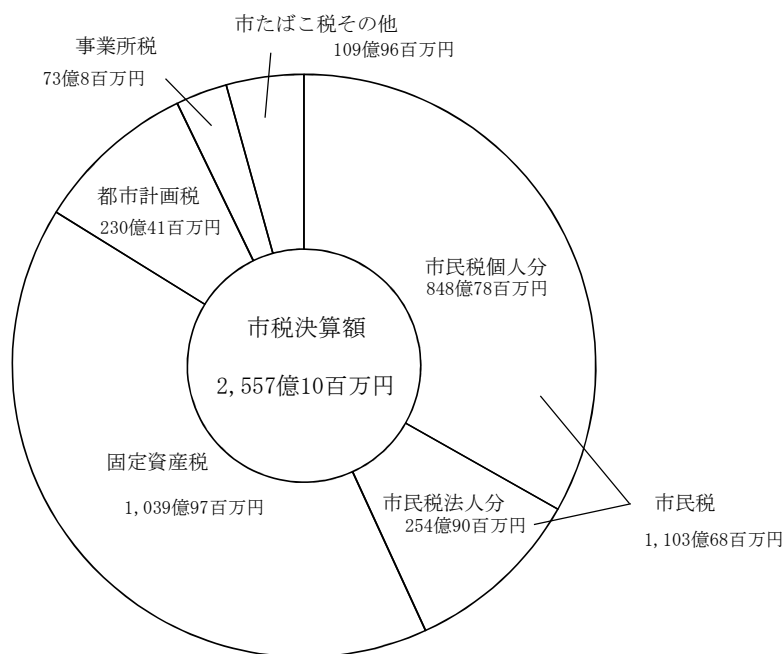 市たばこ税その他
109億96百万円
事業所税
73億8百万円
都市計画税
230億41百万円
市民税個人分
848億78百万円
市税決算額
2,557億10百万円
固定資産税
1,039億97百万円
市民税法人分
254億90百万円
市民税
1,103億68百万円